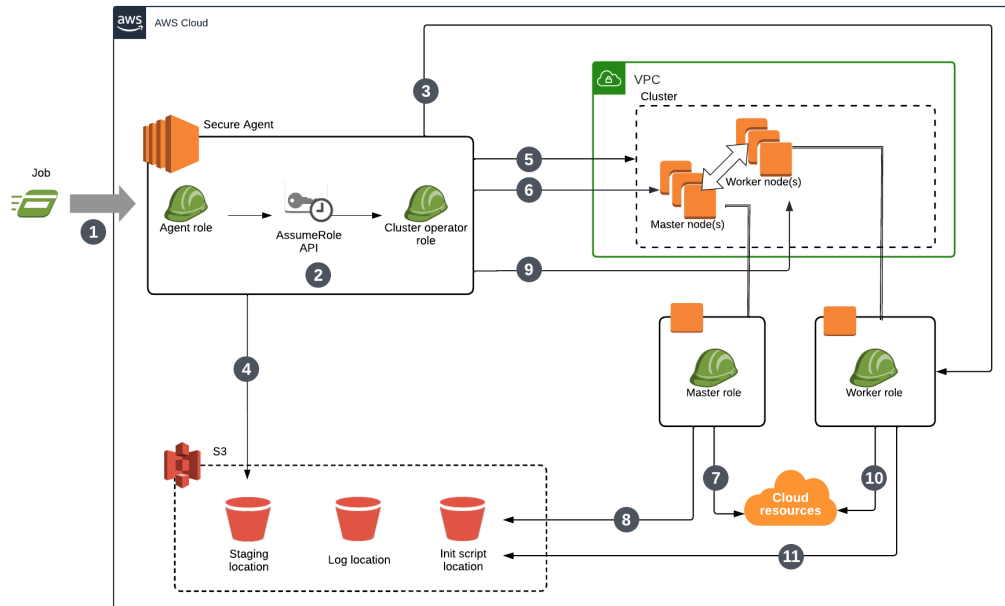 aws
AWS Cloud
3
VPC
Cluster
Secure Agent
Job
5
Worker node(s)
6
1
Agent role
AssumeRole
API
Cluster operator
role
Master node(s)
2
9
4
Master role
Worker role
S3
7
10
Cloud
resources
8
Staging
location
Log location
Init script
location
11